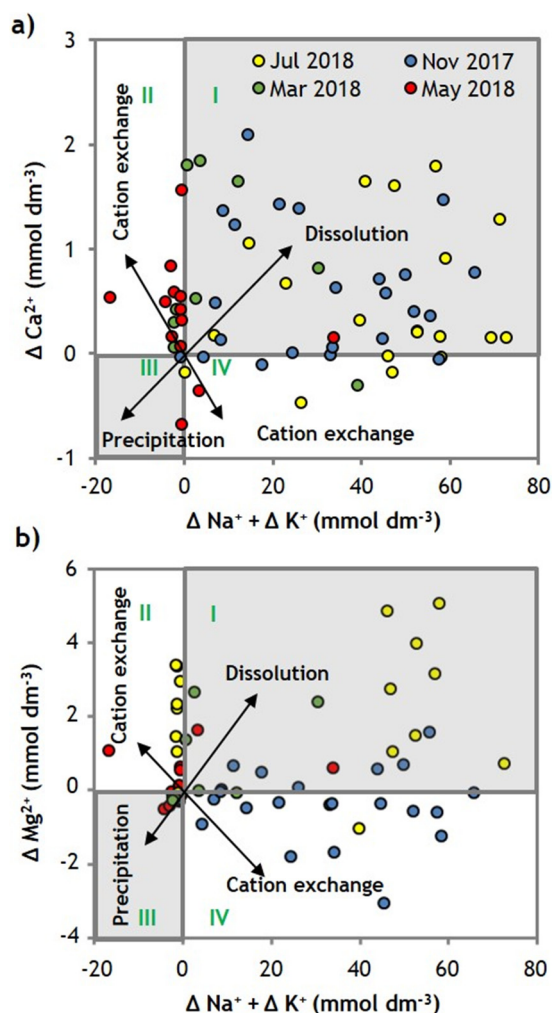 a)
3
2
1
0
-1
Δ Ca²⁺ (mmol dm⁻³)
II
I
III
IV
Jul 2018
Nov 2017
Mar 2018
May 2018
Cation exchange
Dissolution
Precipitation
Cation exchange
-20
0
20
40
60
80
Δ Na⁺ + Δ K⁺ (mmol dm⁻³)
b)
6
4
2
0
-2
-4
Δ Mg²⁺ (mmol dm⁻³)
II
I
Cation exchange
Dissolution
Precipitation
Cation exchange
III
IV
-20
0
20
40
60
80
Δ Na⁺ + Δ K⁺ (mmol dm⁻³)